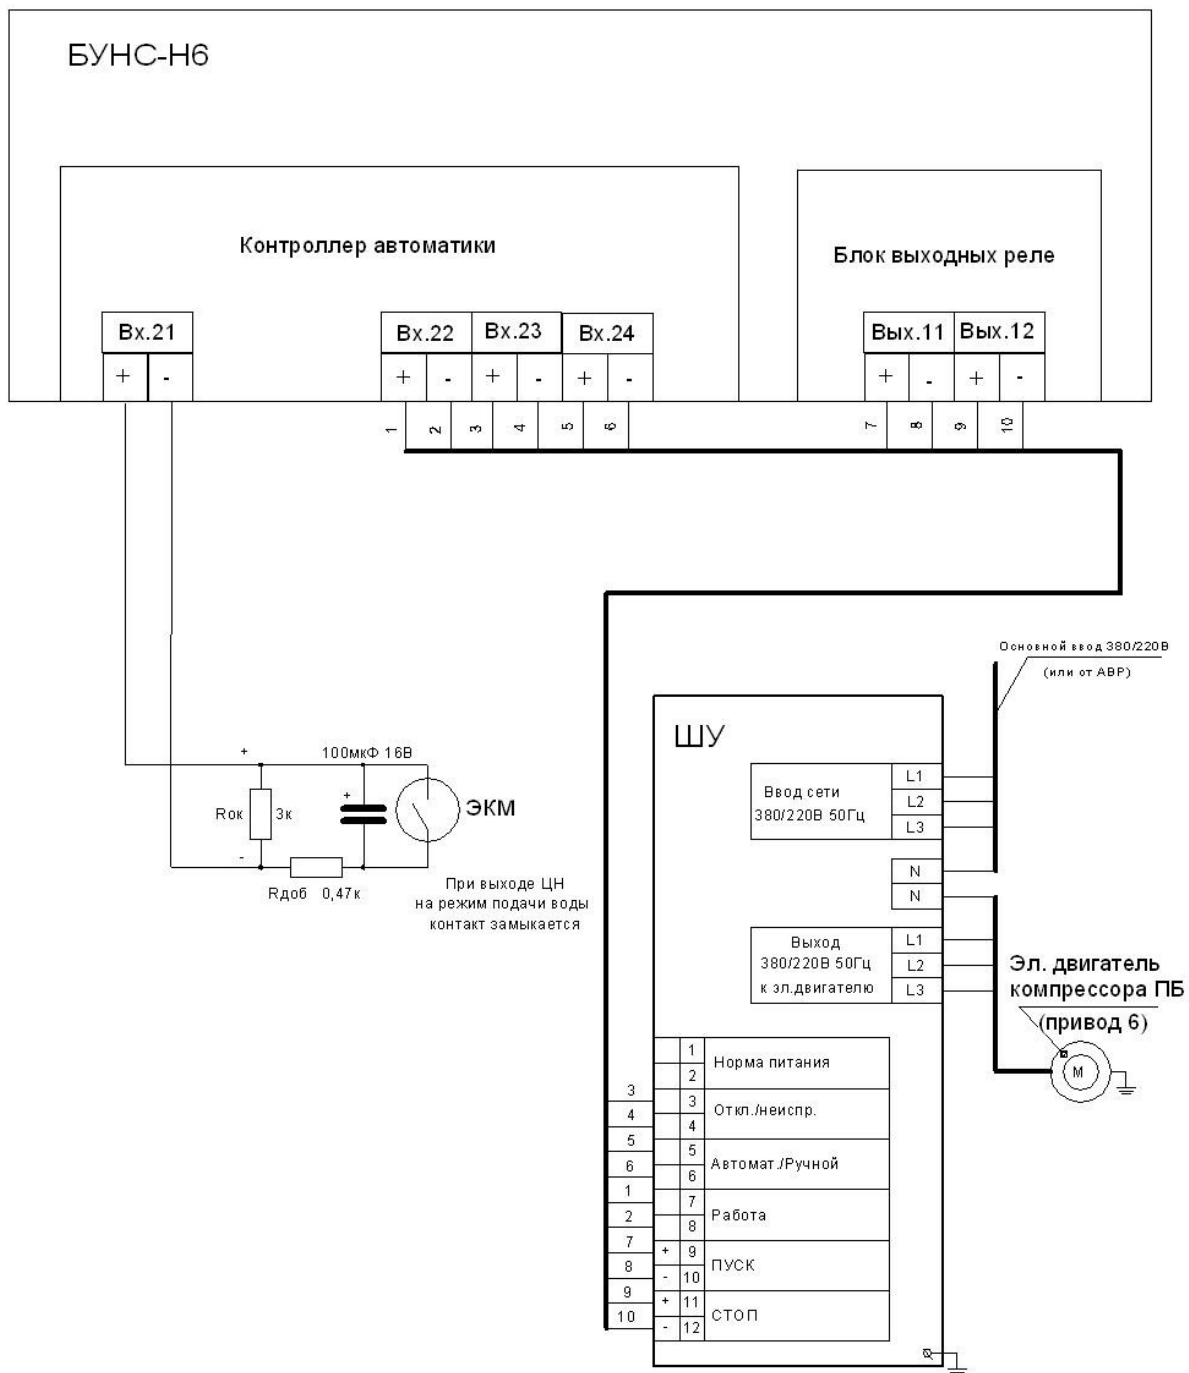 БУНС-Н6
Контроллер автоматики
Блок выходных реле
Вх.21
Вх.22 Вх.23 Вх.24
Вых.11 Вых.12
+ -
+ - + - + -
+ - + -
1 2 3 4 5 6
7 8 9 10
Основной ввод 380/220В
(или от АВР)
ШУ
Ввод сети
380/220В 50Гц
L1
L2
L3
N
N
Выход
380/220В 50Гц
к эл.двигателю
L1
L2
L3
+
100мкФ 16В
+
Rок 3к
ЭКМ
-
Rдоб 0,47к
При выходе ЦН
на режим подачи воды
контакт замыкается
Эл. двигатель
компрессора ПБ
(привод 6)
М
1
Норма питания
2
3 3
Откл./неиспр.
4 4
5 5
Автомат./Ручной
6 6
1 7
Работа
2 8
7 + 9
ПУСК
8 - 10
9 + 11
СТОП
10 - 12